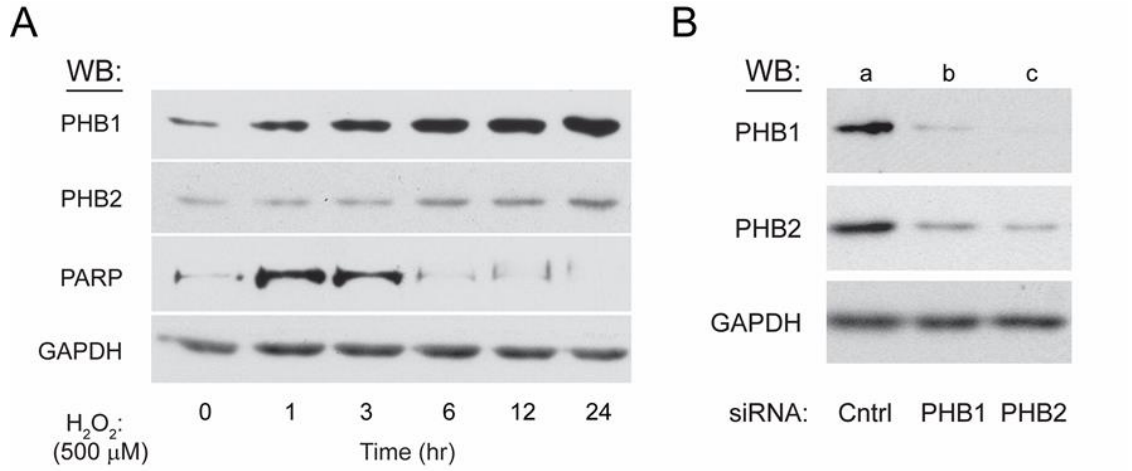 A
B
WB:
PHB1
PHB2
PARP
GAPDH
H₂O₂:
(500 µM)
0 1 3 6 12 24
Time (hr)
WB:
a b c
PHB1
PHB2
GAPDH
siRNA: Cntrl PHB1 PHB2